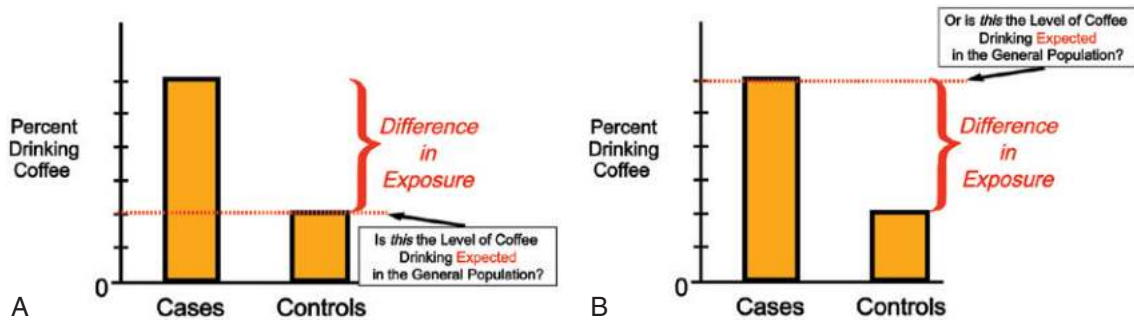 Percent
Drinking
Coffee
Difference
in
Exposure
Is this the Level of Coffee
Drinking Expected
in the General Population?
0
Cases
Controls
A
Or is this the Level of Coffee
Drinking Expected
in the General Population?
Percent
Drinking
Coffee
Difference
in
Exposure
0
Cases
Controls
B